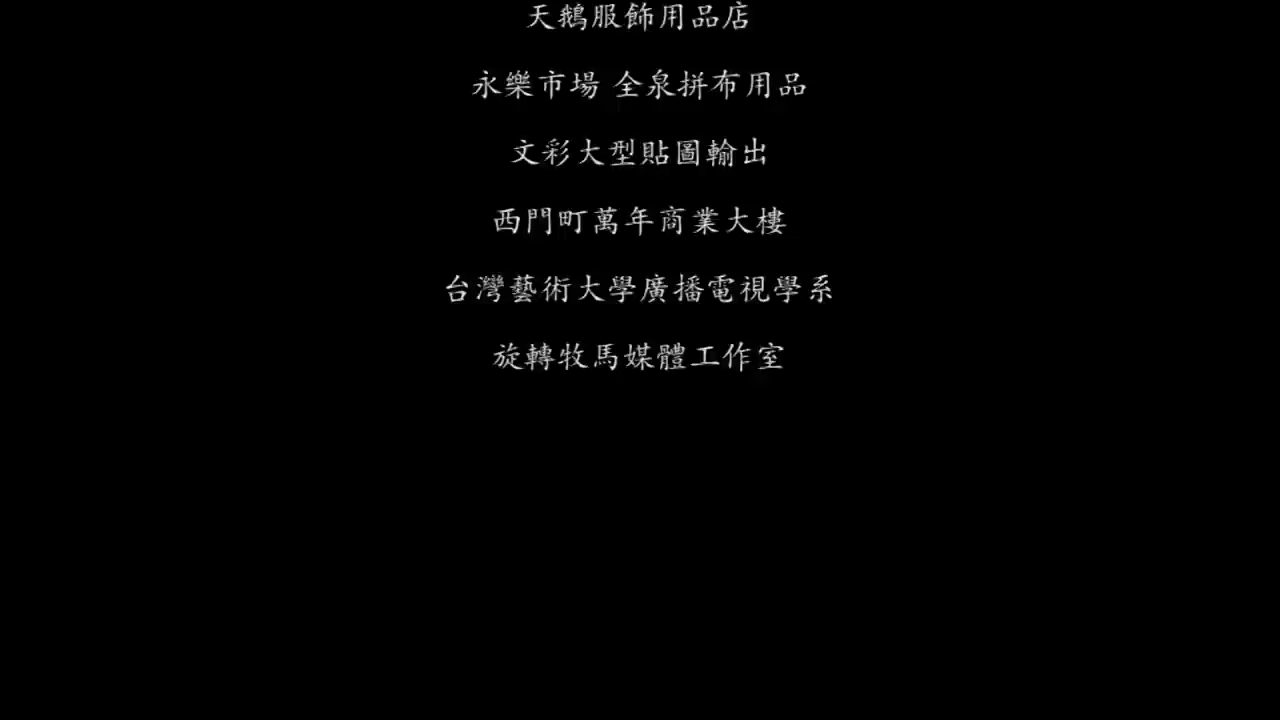 天鵝服飾用品店
永樂市場 全泉拼布用品
文彩大型貼圖輸出
西門町萬年商業大樓
台灣藝術大學廣播電視學系
旋轉牧馬媒體工作室